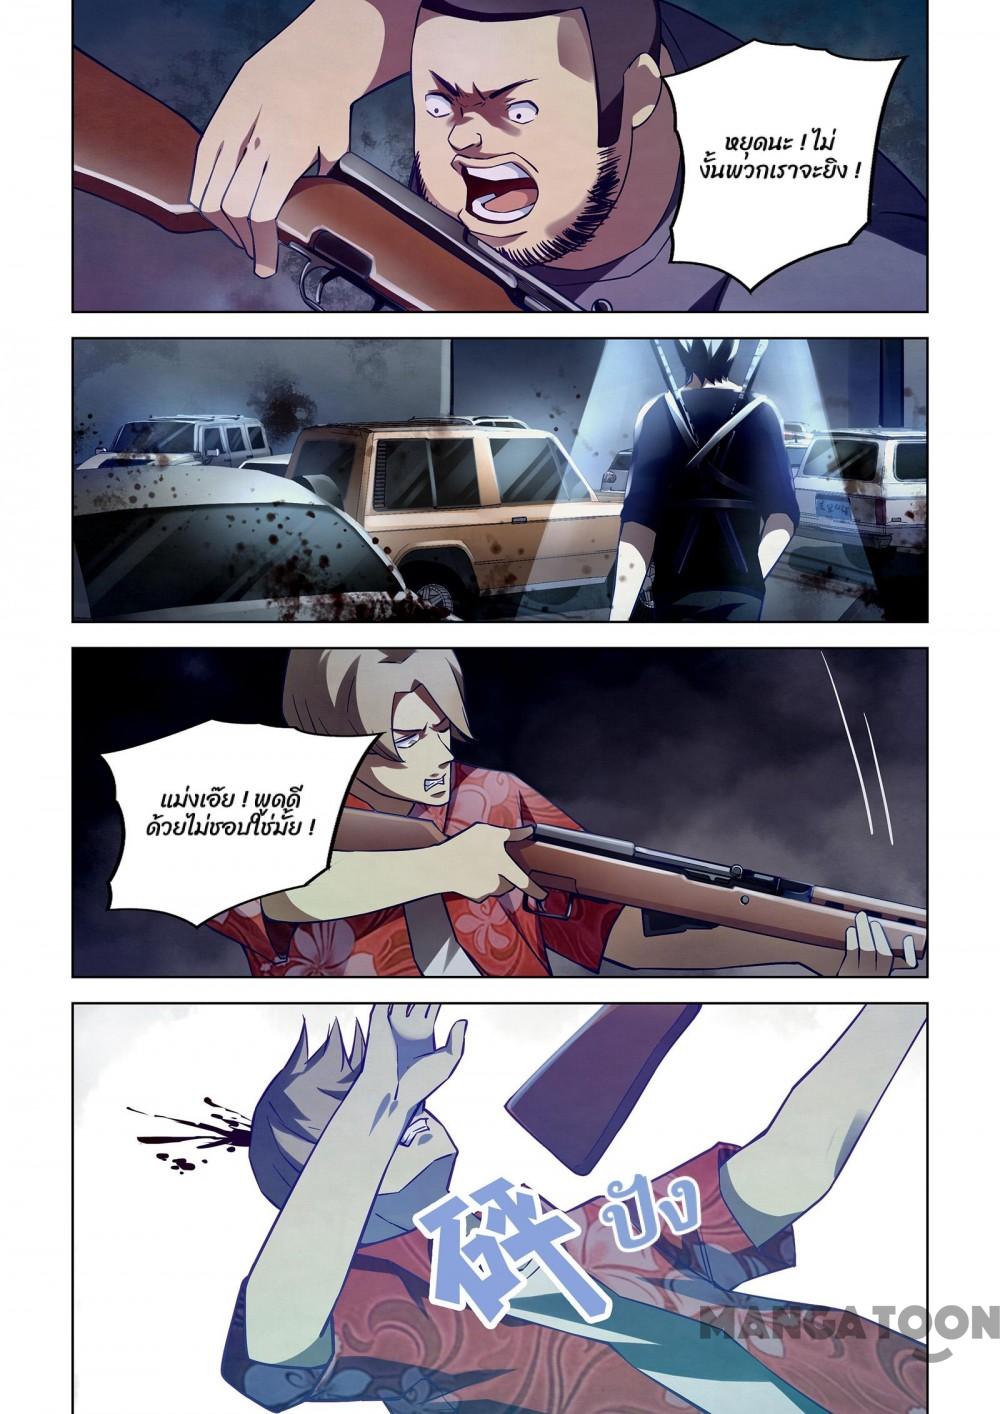 หยุดนะ ! ไม่
งั้นพวกเราจะยิง !
แม่งเอ๊ย ! พูดดี
ด้วยไม่ชอบใช่มั้ย !
砰
ปัง
MANGATOON